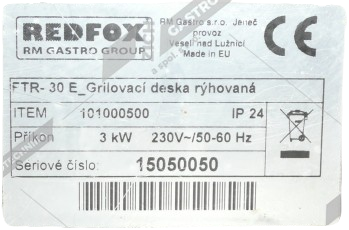 REDFOX
RM GASTRO GROUP
RM Gastro s.r.o. Jeneč
provoz
Veselí nad Lužnicí
Made in EU
CE
FTR- 30 E_Grilovací deska rýhovaná
ITEM 101000500 IP 24
Příkon 3 kW 230V~/50-60 Hz
Seriové číslo: 15050050